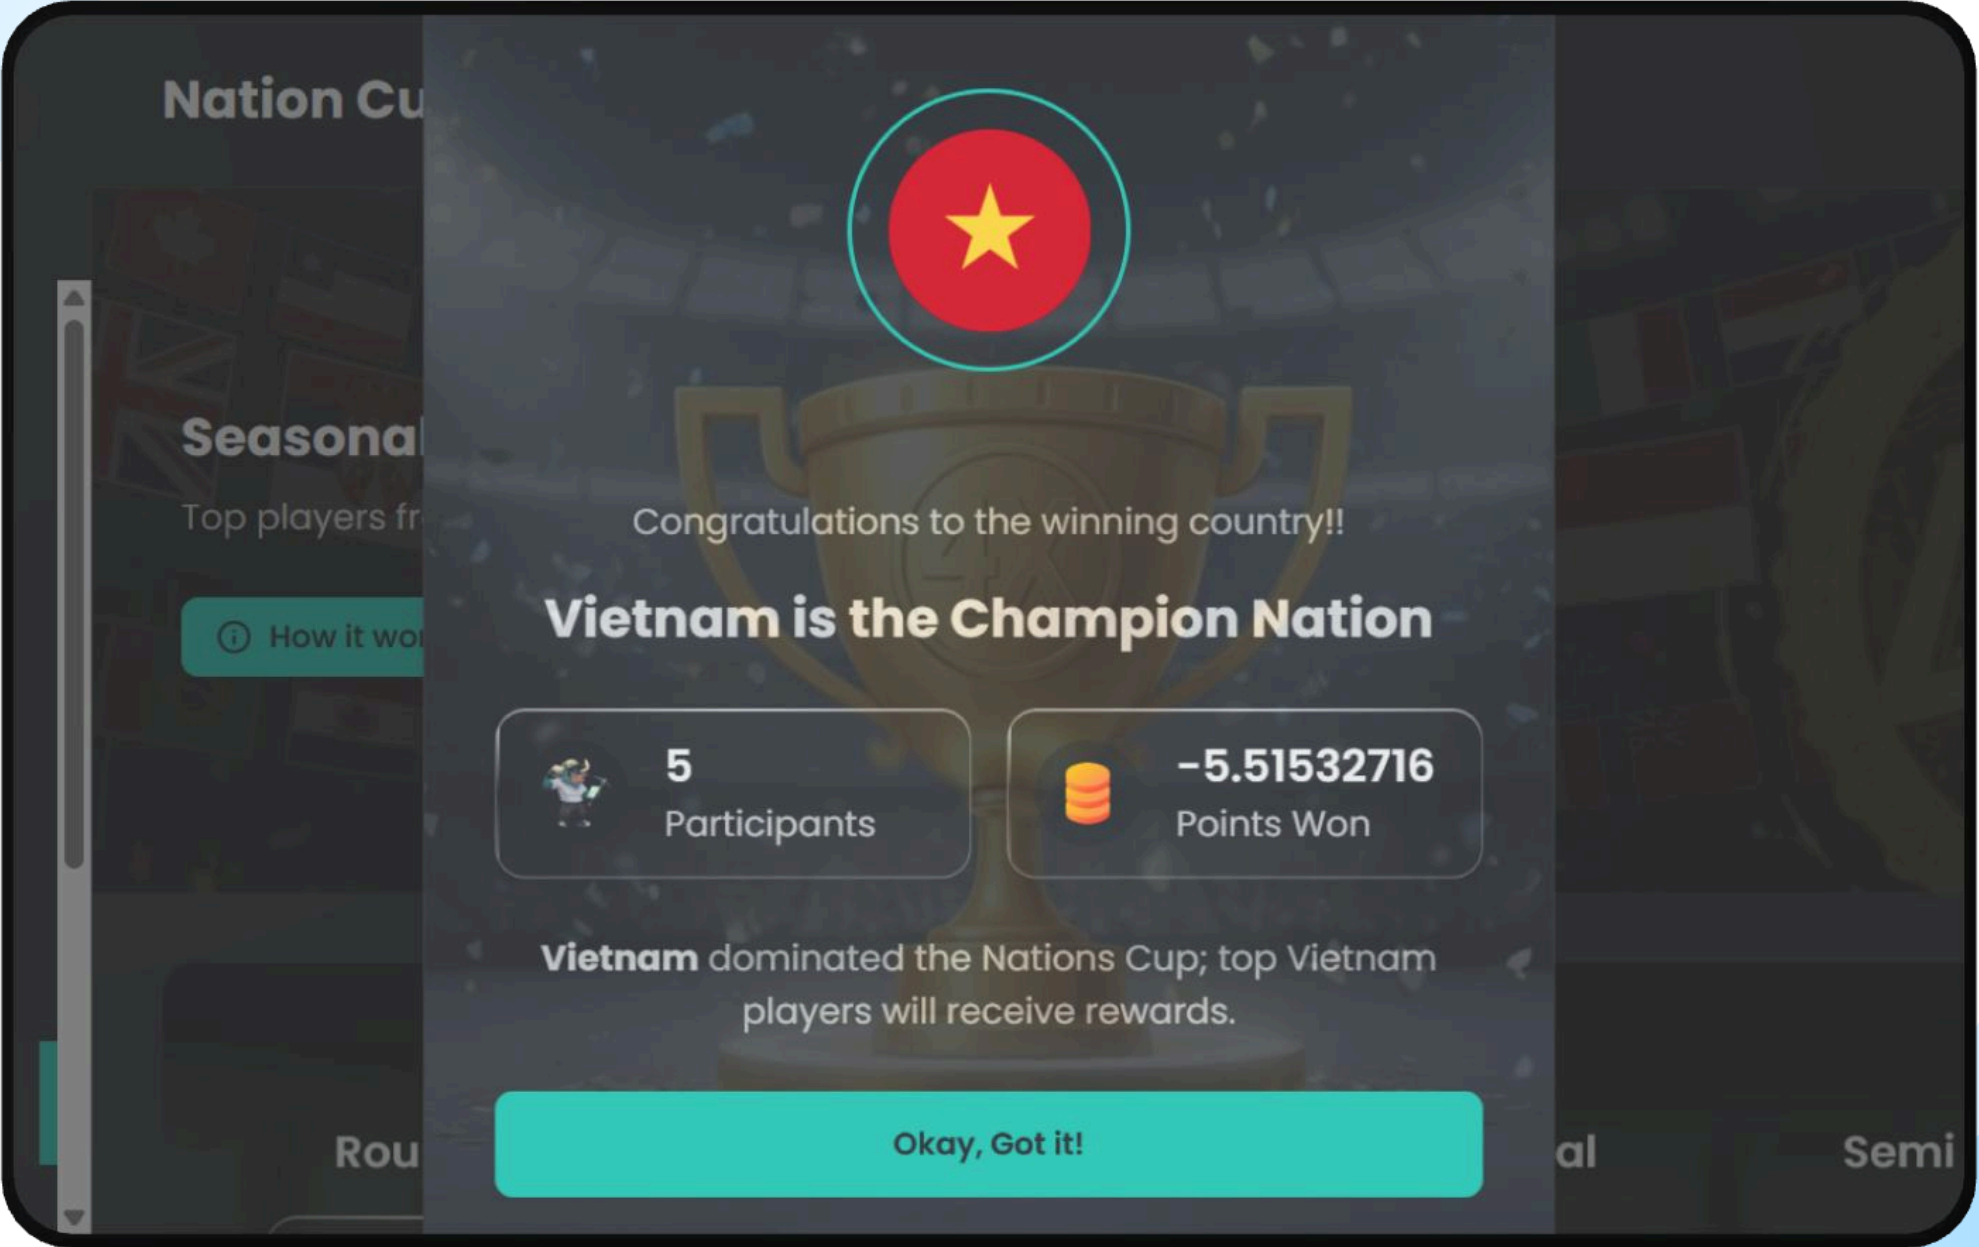 Nation Cu
Seasonal
Top players fr
How it wo
Congratulations to the winning country!!
Vietnam is the Champion Nation
5
Participants
-5.51532716
Points Won
Vietnam dominated the Nations Cup; top Vietnam
players will receive rewards.
Okay, Got it!
Rou
al
Semi
4X